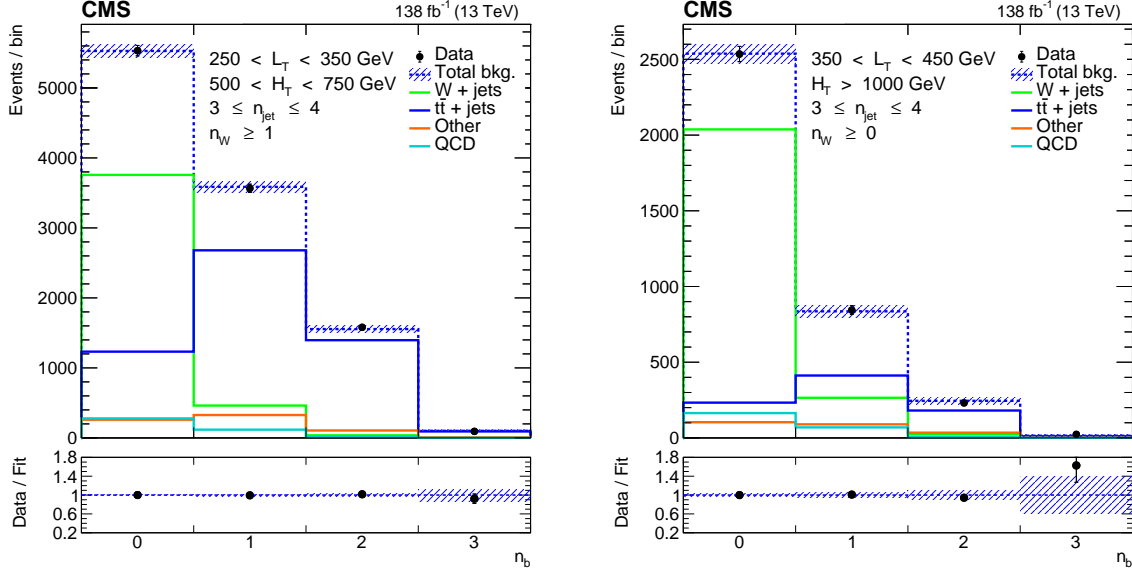 CMS 138 fb⁻¹ (13 TeV)
Events / bin
5000
4000
3000
2000
1000
0
250 < L_T < 350 GeV
500 < H_T < 750 GeV
3 ≤ n_jet ≤ 4
n_W ≥ 1
Data
Total bkg.
W + jets
tt̄ + jets
Other
QCD
Data / Fit
1.8
1.4
1
0.6
0.2
0 1 2 3
n_b
CMS 138 fb⁻¹ (13 TeV)
Events / bin
2500
2000
1500
1000
500
0
350 < L_T < 450 GeV
H_T > 1000 GeV
3 ≤ n_jet ≤ 4
n_W ≥ 0
Data
Total bkg.
W + jets
tt̄ + jets
Other
QCD
Data / Fit
1.8
1.4
1
0.6
0.2
0 1 2 3
n_b